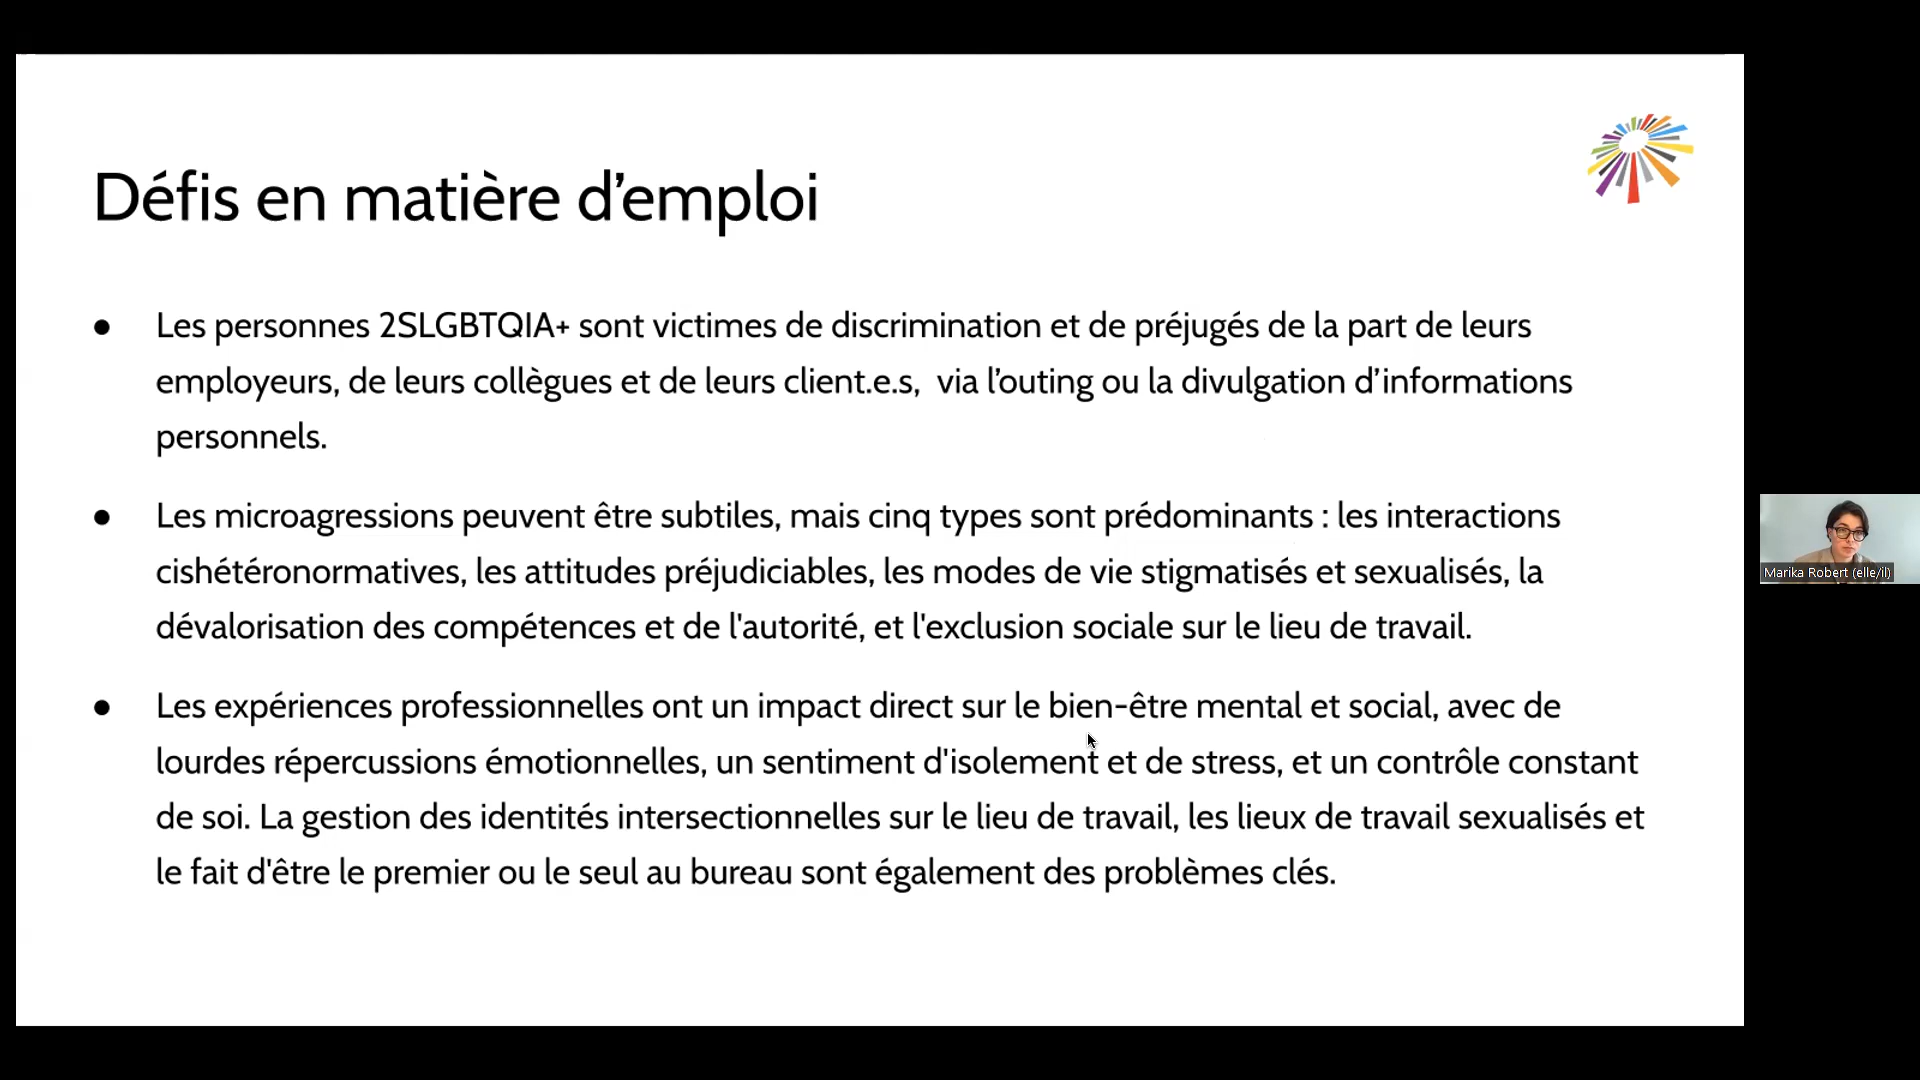 Défis en matière d’emploi
● Les personnes 2SLGBTQIA+ sont victimes de discrimination et de préjugés de la part de leurs
employeurs, de leurs collègues et de leurs client.e.s,  via l’outing ou la divulgation d’informations
personnels.
● Les microagressions peuvent être subtiles, mais cinq types sont prédominants : les interactions
cishétéronormatives, les attitudes préjudiciables, les modes de vie stigmatisés et sexualisés, la
dévalorisation des compétences et de l'autorité, et l'exclusion sociale sur le lieu de travail.
● Les expériences professionnelles ont un impact direct sur le bien-être mental et social, avec de
lourdes répercussions émotionnelles, un sentiment d'isolement et de stress, et un contrôle constant
de soi. La gestion des identités intersectionnelles sur le lieu de travail, les lieux de travail sexualisés et
le fait d'être le premier ou le seul au bureau sont également des problèmes clés.
Marika Robert (elle/il)